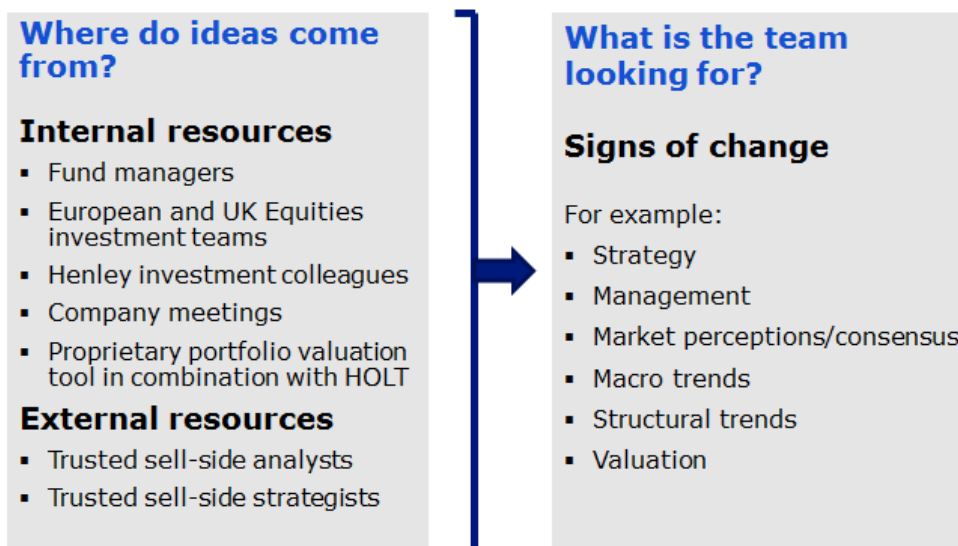 Where do ideas come
from?
Internal resources
▪ Fund managers
▪ European and UK Equities
investment teams
▪ Henley investment colleagues
▪ Company meetings
▪ Proprietary portfolio valuation
tool in combination with HOLT
External resources
▪ Trusted sell-side analysts
▪ Trusted sell-side strategists
What is the team
looking for?
Signs of change
For example:
▪ Strategy
▪ Management
▪ Market perceptions/consensus
▪ Macro trends
▪ Structural trends
▪ Valuation